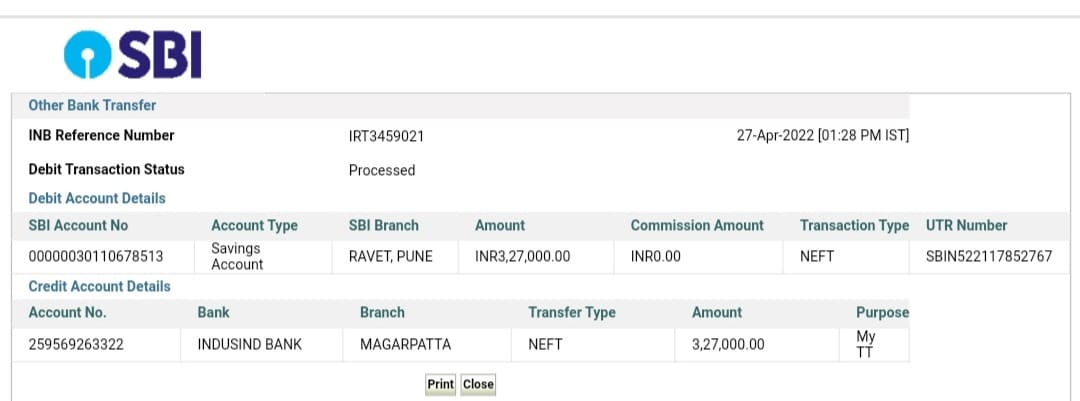 SBI
Other Bank Transfer
INB Reference Number IRT3459021 27-Apr-2022 [01:28 PM IST]
Debit Transaction Status Processed
Debit Account Details
SBI Account No Account Type SBI Branch Amount Commission Amount Transaction Type UTR Number
00000030110678513 Savings Account RAVET, PUNE INR3,27,000.00 INR0.00 NEFT SBIN522117852767
Credit Account Details
Account No. Bank Branch Transfer Type Amount Purpose
259569263322 INDUSIND BANK MAGARPATTA NEFT 3,27,000.00 My TT
Print Close